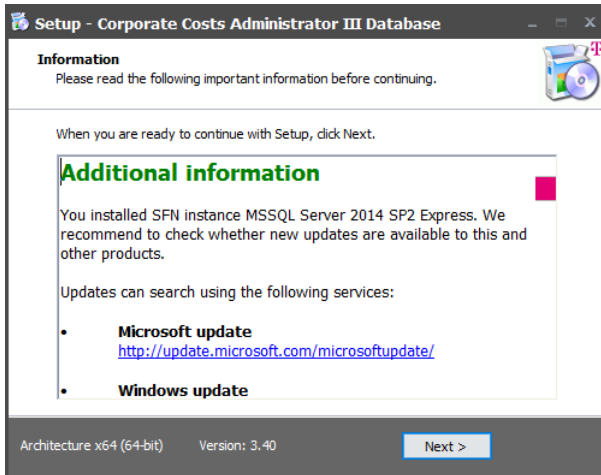 Setup - Corporate Costs Administrator III Database
Information
Please read the following important information before continuing.
T
When you are ready to continue with Setup, click Next.
Additional information
You installed SFN instance MSSQL Server 2014 SP2 Express. We
recommend to check whether new updates are available to this and
other products.
Updates can search using the following services:
• Microsoft update
http://update.microsoft.com/microsoftupdate/
• Windows update
Architecture x64 (64-bit) Version: 3.40 Next >